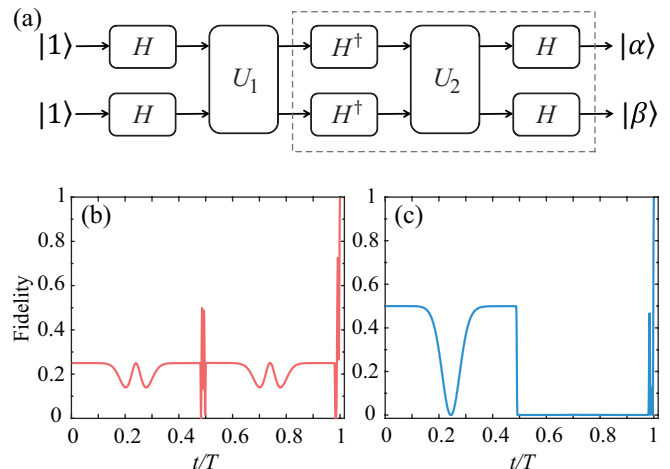 (a)
|1⟩ H U₁ H† U₂ H |α⟩
|1⟩ H H† H |β⟩
(b) (c)
Fidelity
1
0.8
0.6
0.4
0.2
0
0 0.2 0.4 0.6 0.8 1
t/T
1
0.8
0.6
0.4
0.2
0
0 0.2 0.4 0.6 0.8 1
t/T